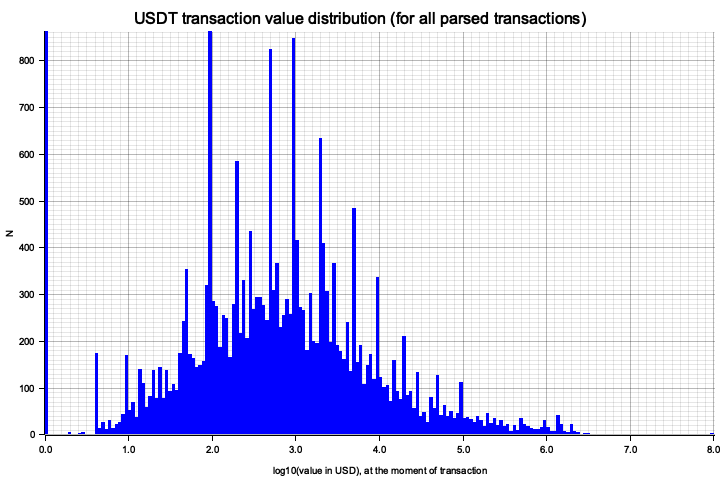 USDT transaction value distribution (for all parsed transactions)
800
700
600
500
400
300
200
100
0
N
0.0 1.0 2.0 3.0 4.0 5.0 6.0 7.0 8.0
log10(value in USD), at the moment of transaction